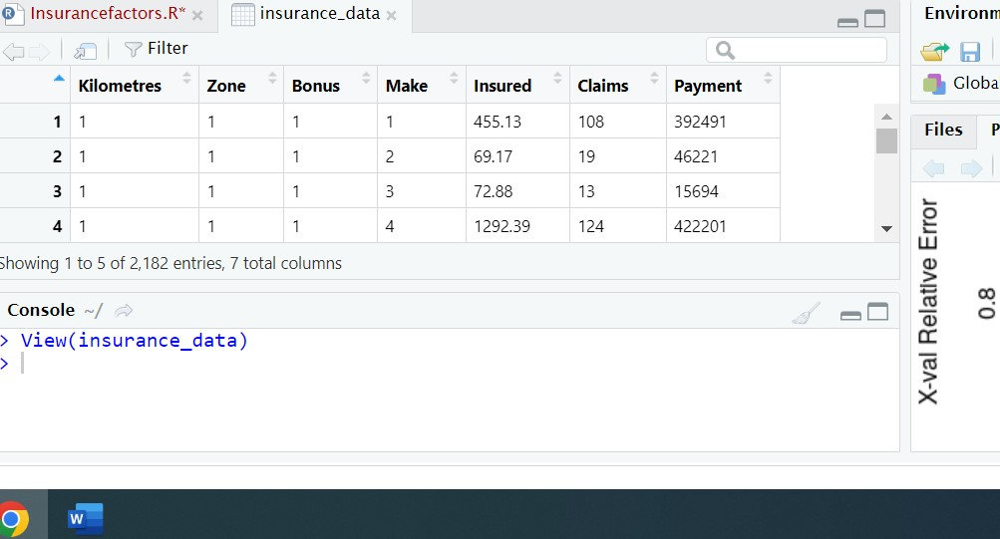 Insurancefactors.R* insurance_data Environm
Filter
Globa
Kilometres Zone Bonus Make Insured Claims Payment
1 1 1 1 1 455.13 108 392491
2 1 1 1 2 69.17 19 46221
3 1 1 1 3 72.88 13 15694
4 1 1 1 4 1292.39 124 422201
Showing 1 to 5 of 2,182 entries, 7 total columns
Console ~/
> View(insurance_data)
>
Files P
X-val Relative Error
0.8
R
W